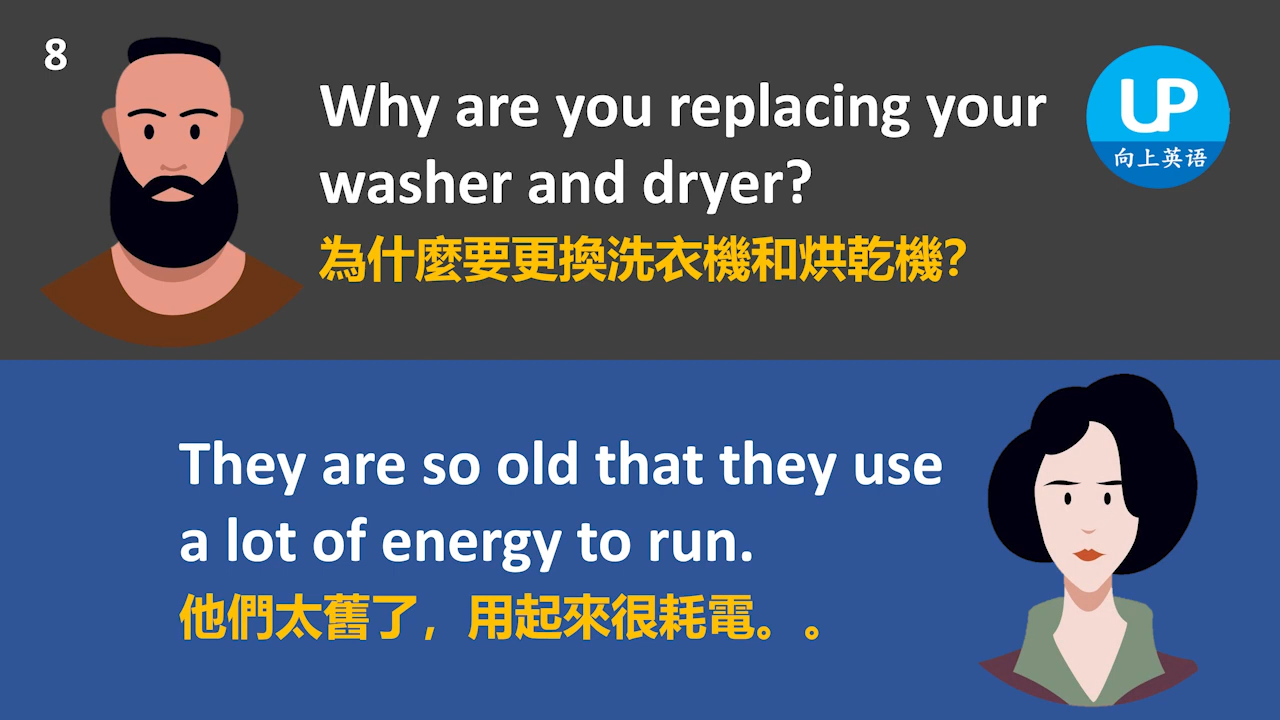 8
Why are you replacing your
washer and dryer?
為什麼要更換洗衣機和烘乾機?
UP
向上英语
They are so old that they use
a lot of energy to run.
他們太舊了，用起來很耗電。。